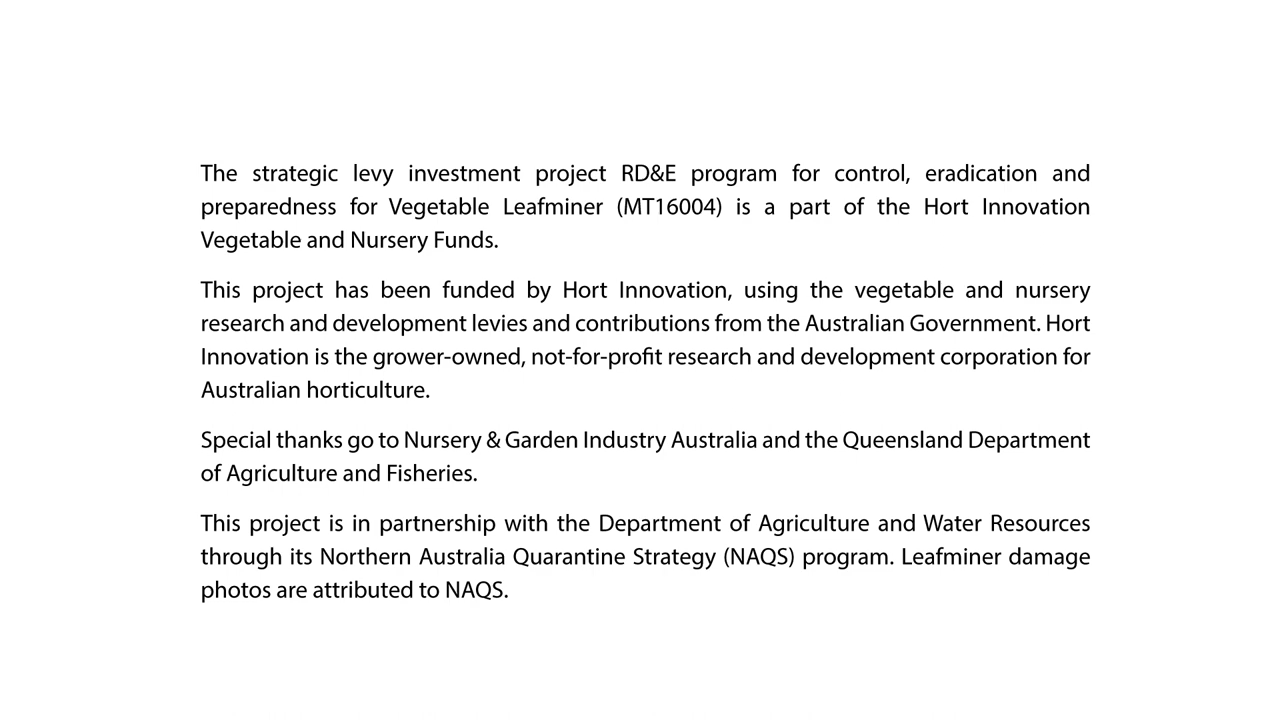 The strategic levy investment project RD&E program for control, eradication and
preparedness for Vegetable Leafminer (MT16004) is a part of the Hort Innovation
Vegetable and Nursery Funds.
This project has been funded by Hort Innovation, using the vegetable and nursery
research and development levies and contributions from the Australian Government. Hort
Innovation is the grower-owned, not-for-profit research and development corporation for
Australian horticulture.
Special thanks go to Nursery & Garden Industry Australia and the Queensland Department
of Agriculture and Fisheries.
This project is in partnership with the Department of Agriculture and Water Resources
through its Northern Australia Quarantine Strategy (NAQS) program. Leafminer damage
photos are attributed to NAQS.